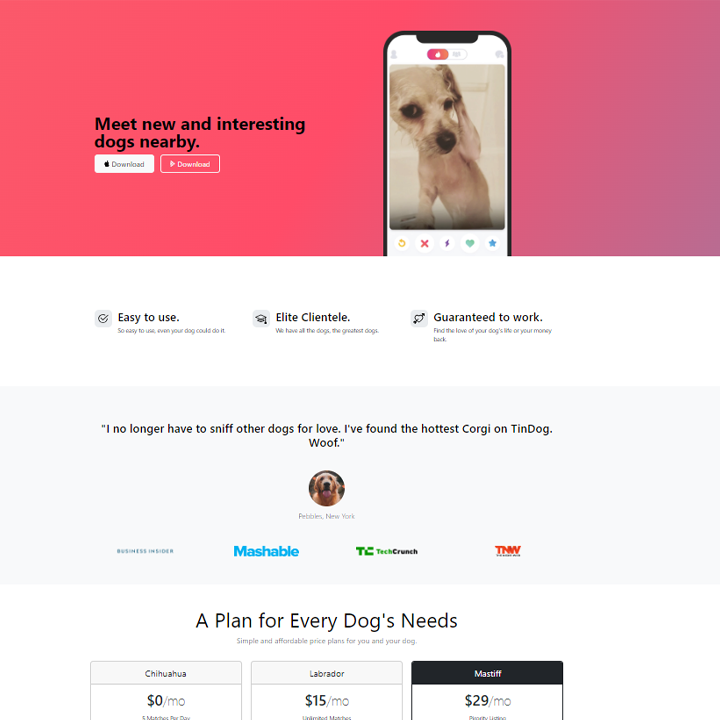 Meet new and interesting
dogs nearby.
Download
Download
Easy to use.
So easy to use, even your dog could do it.
Elite Clientele.
We have all the dogs, the greatest dogs.
Guaranteed to work.
Find the love of your dog's life or your money
back.
"I no longer have to sniff other dogs for love. I've found the hottest Corgi on TinDog.
Woof."
Pebbles, New York
BUSINESS INSIDER
Mashable
TechCrunch
TNW
A Plan for Every Dog's Needs
Simple and affordable price plans for you and your dog.
Chihuahua
Labrador
Mastiff
$0/mo
$15/mo
$29/mo
5 Matches Per Day
Unlimited Matches
Piority Listing